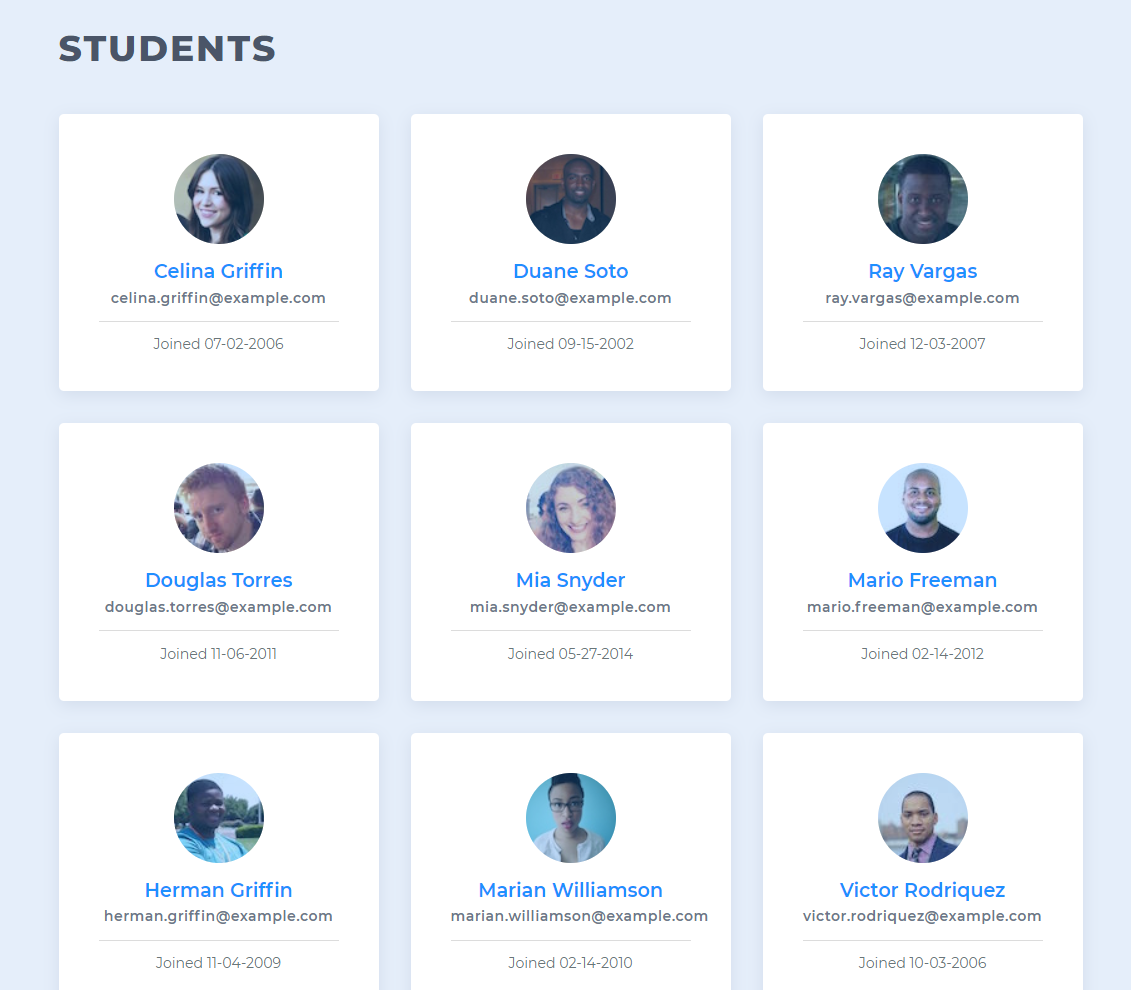 STUDENTS
Celina Griffin
celina.griffin@example.com
Joined 07-02-2006
Duane Soto
duane.soto@example.com
Joined 09-15-2002
Ray Vargas
ray.vargas@example.com
Joined 12-03-2007
Douglas Torres
douglas.torres@example.com
Joined 11-06-2011
Mia Snyder
mia.snyder@example.com
Joined 05-27-2014
Mario Freeman
mario.freeman@example.com
Joined 02-14-2012
Herman Griffin
herman.griffin@example.com
Joined 11-04-2009
Marian Williamson
marian.williamson@example.com
Joined 02-14-2010
Victor Rodriquez
victor.rodriquez@example.com
Joined 10-03-2006